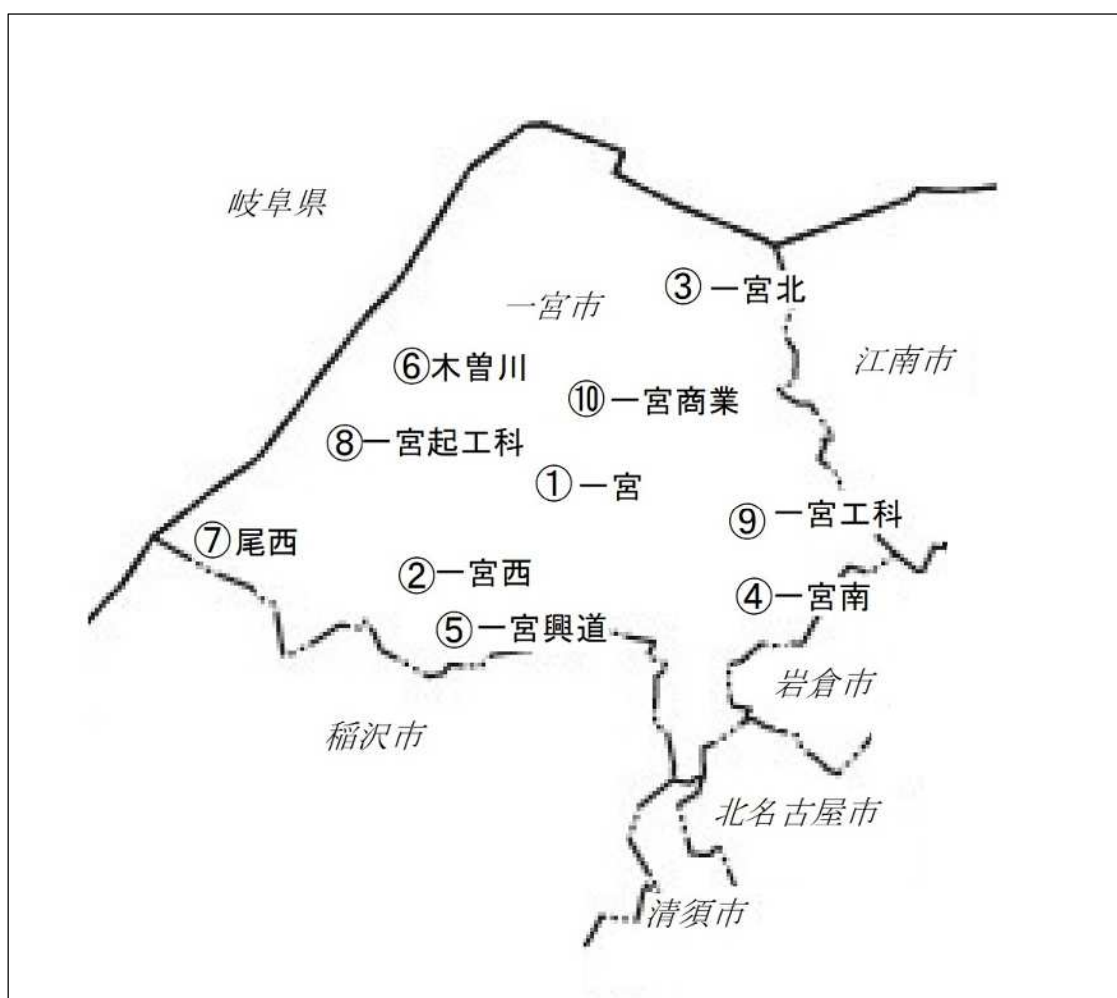 岐阜県
③一宮北
一宮市
江南市
⑥木曽川
⑩一宮商業
⑧一宮起工科
①一宮
⑨一宮工科
⑦尾西
②一宮西
④一宮南
⑤一宮興道
岩倉市
稲沢市
北名古屋市
清須市